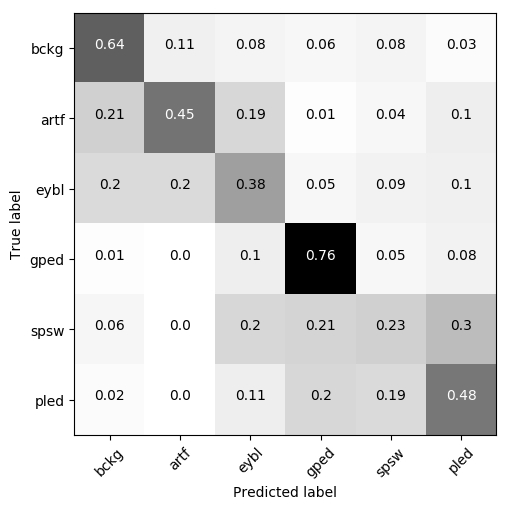 True label
bckg 0.64 0.11 0.08 0.06 0.08 0.03
artf 0.21 0.45 0.19 0.01 0.04 0.1
eybl 0.2 0.2 0.38 0.05 0.09 0.1
gped 0.01 0.0 0.1 0.76 0.05 0.08
spsw 0.06 0.0 0.2 0.21 0.23 0.3
pled 0.02 0.0 0.11 0.2 0.19 0.48
bckg artf eybl gped spsw pled
Predicted label